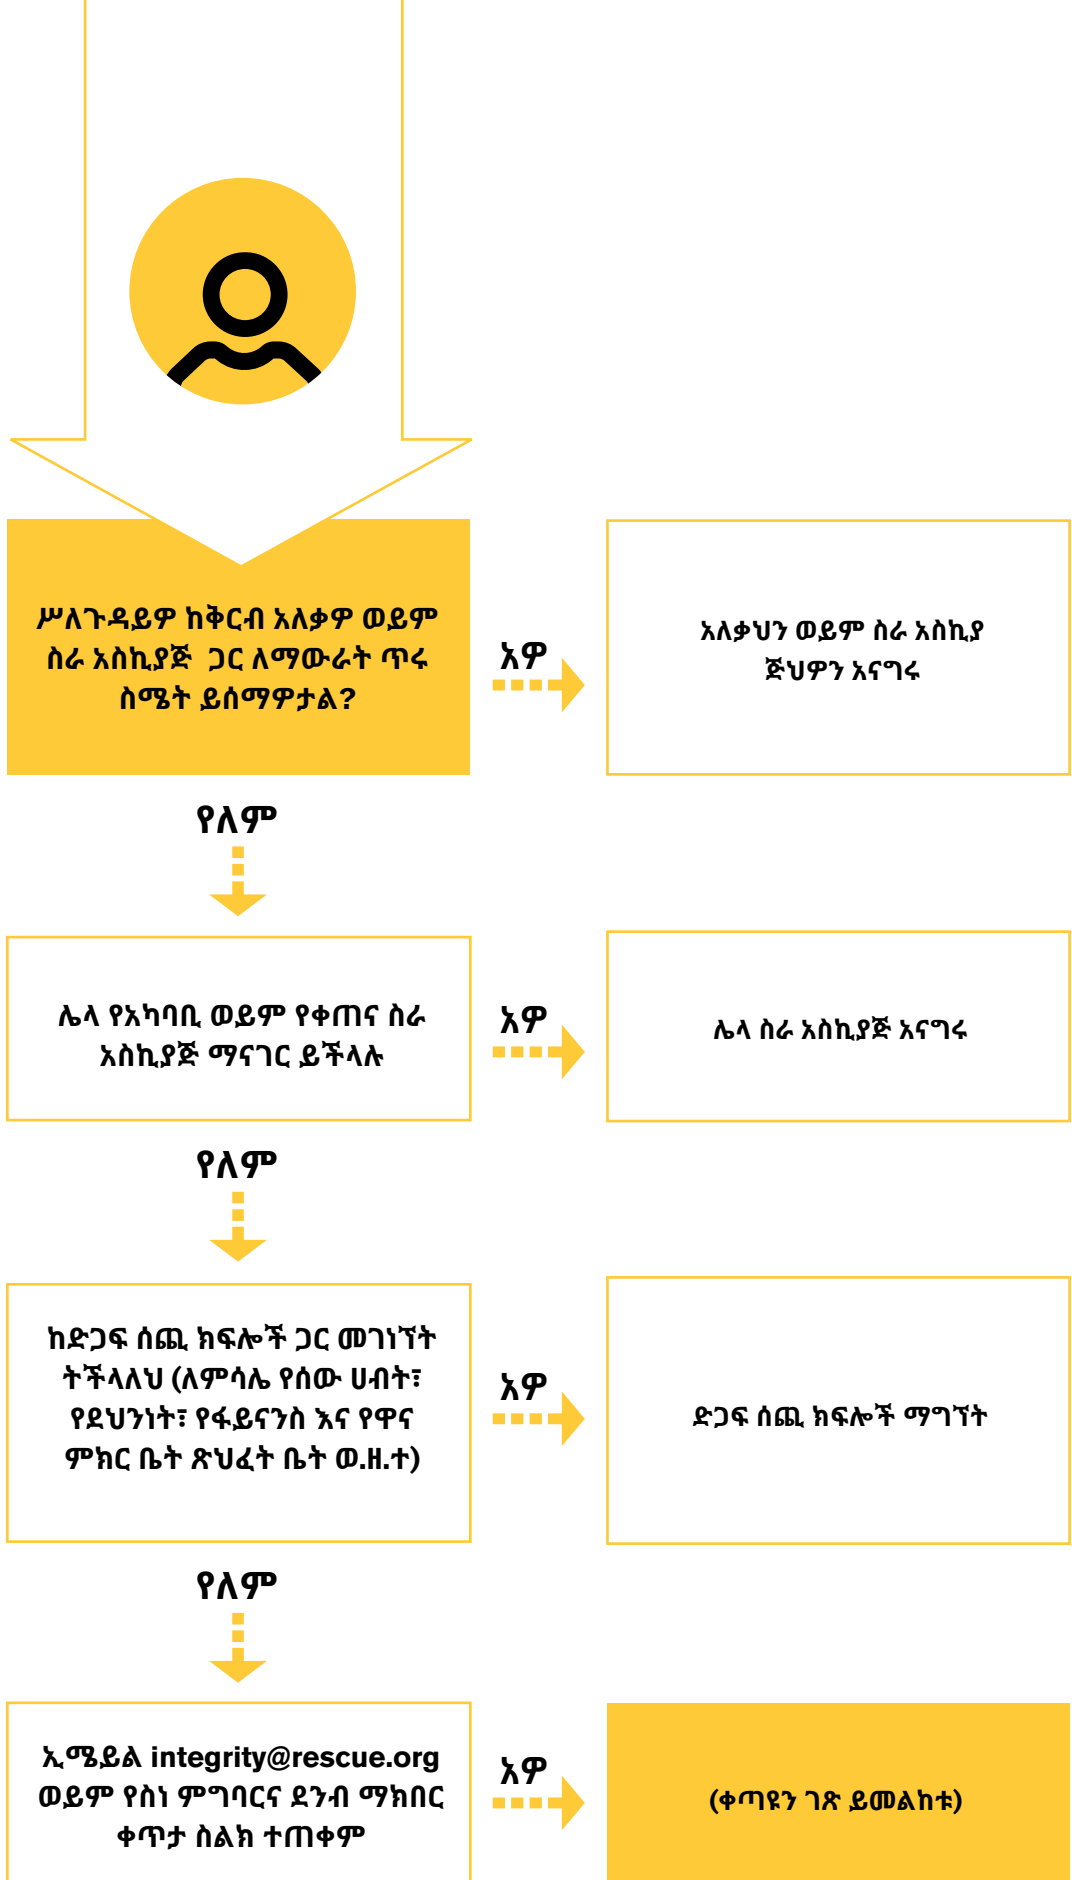 ሥለጉዳይዎ ከቅርብ አለቃዎ ወይም
ስራ አስኪያጅ ጋር ለማውራት ጥሩ
ስሜት ይሰማዎታል?
አዎ
አለቃህን ወይም ስራ አስኪያ
ጅህዎን አናግሩ
የለም
ሌላ የአካባቢ ወይም የቀጠና ስራ
አስኪያጅ ማናገር ይችላሉ
አዎ
ሌላ ስራ አስኪያጅ አናግሩ
የለም
ከድጋፍ ሰጪ ክፍሎች ጋር መገነኘት
ትችላለህ (ለምሳሌ የሰው ሀብት፣
የደህንነት፣ የፋይናንስ እና የዋና
ምክር ቤት ጽህፈት ቤት ወ.ዘ.ተ)
አዎ
ድጋፍ ሰጪ ክፍሎች ማግኘት
የለም
ኢሜይል integrity@rescue.org
ወይም የስነ ምግባርና ደንብ ማክበር
ቀጥታ ስልክ ተጠቀም
አዎ
(ቀጣዩን ገጽ ይመልከቱ)